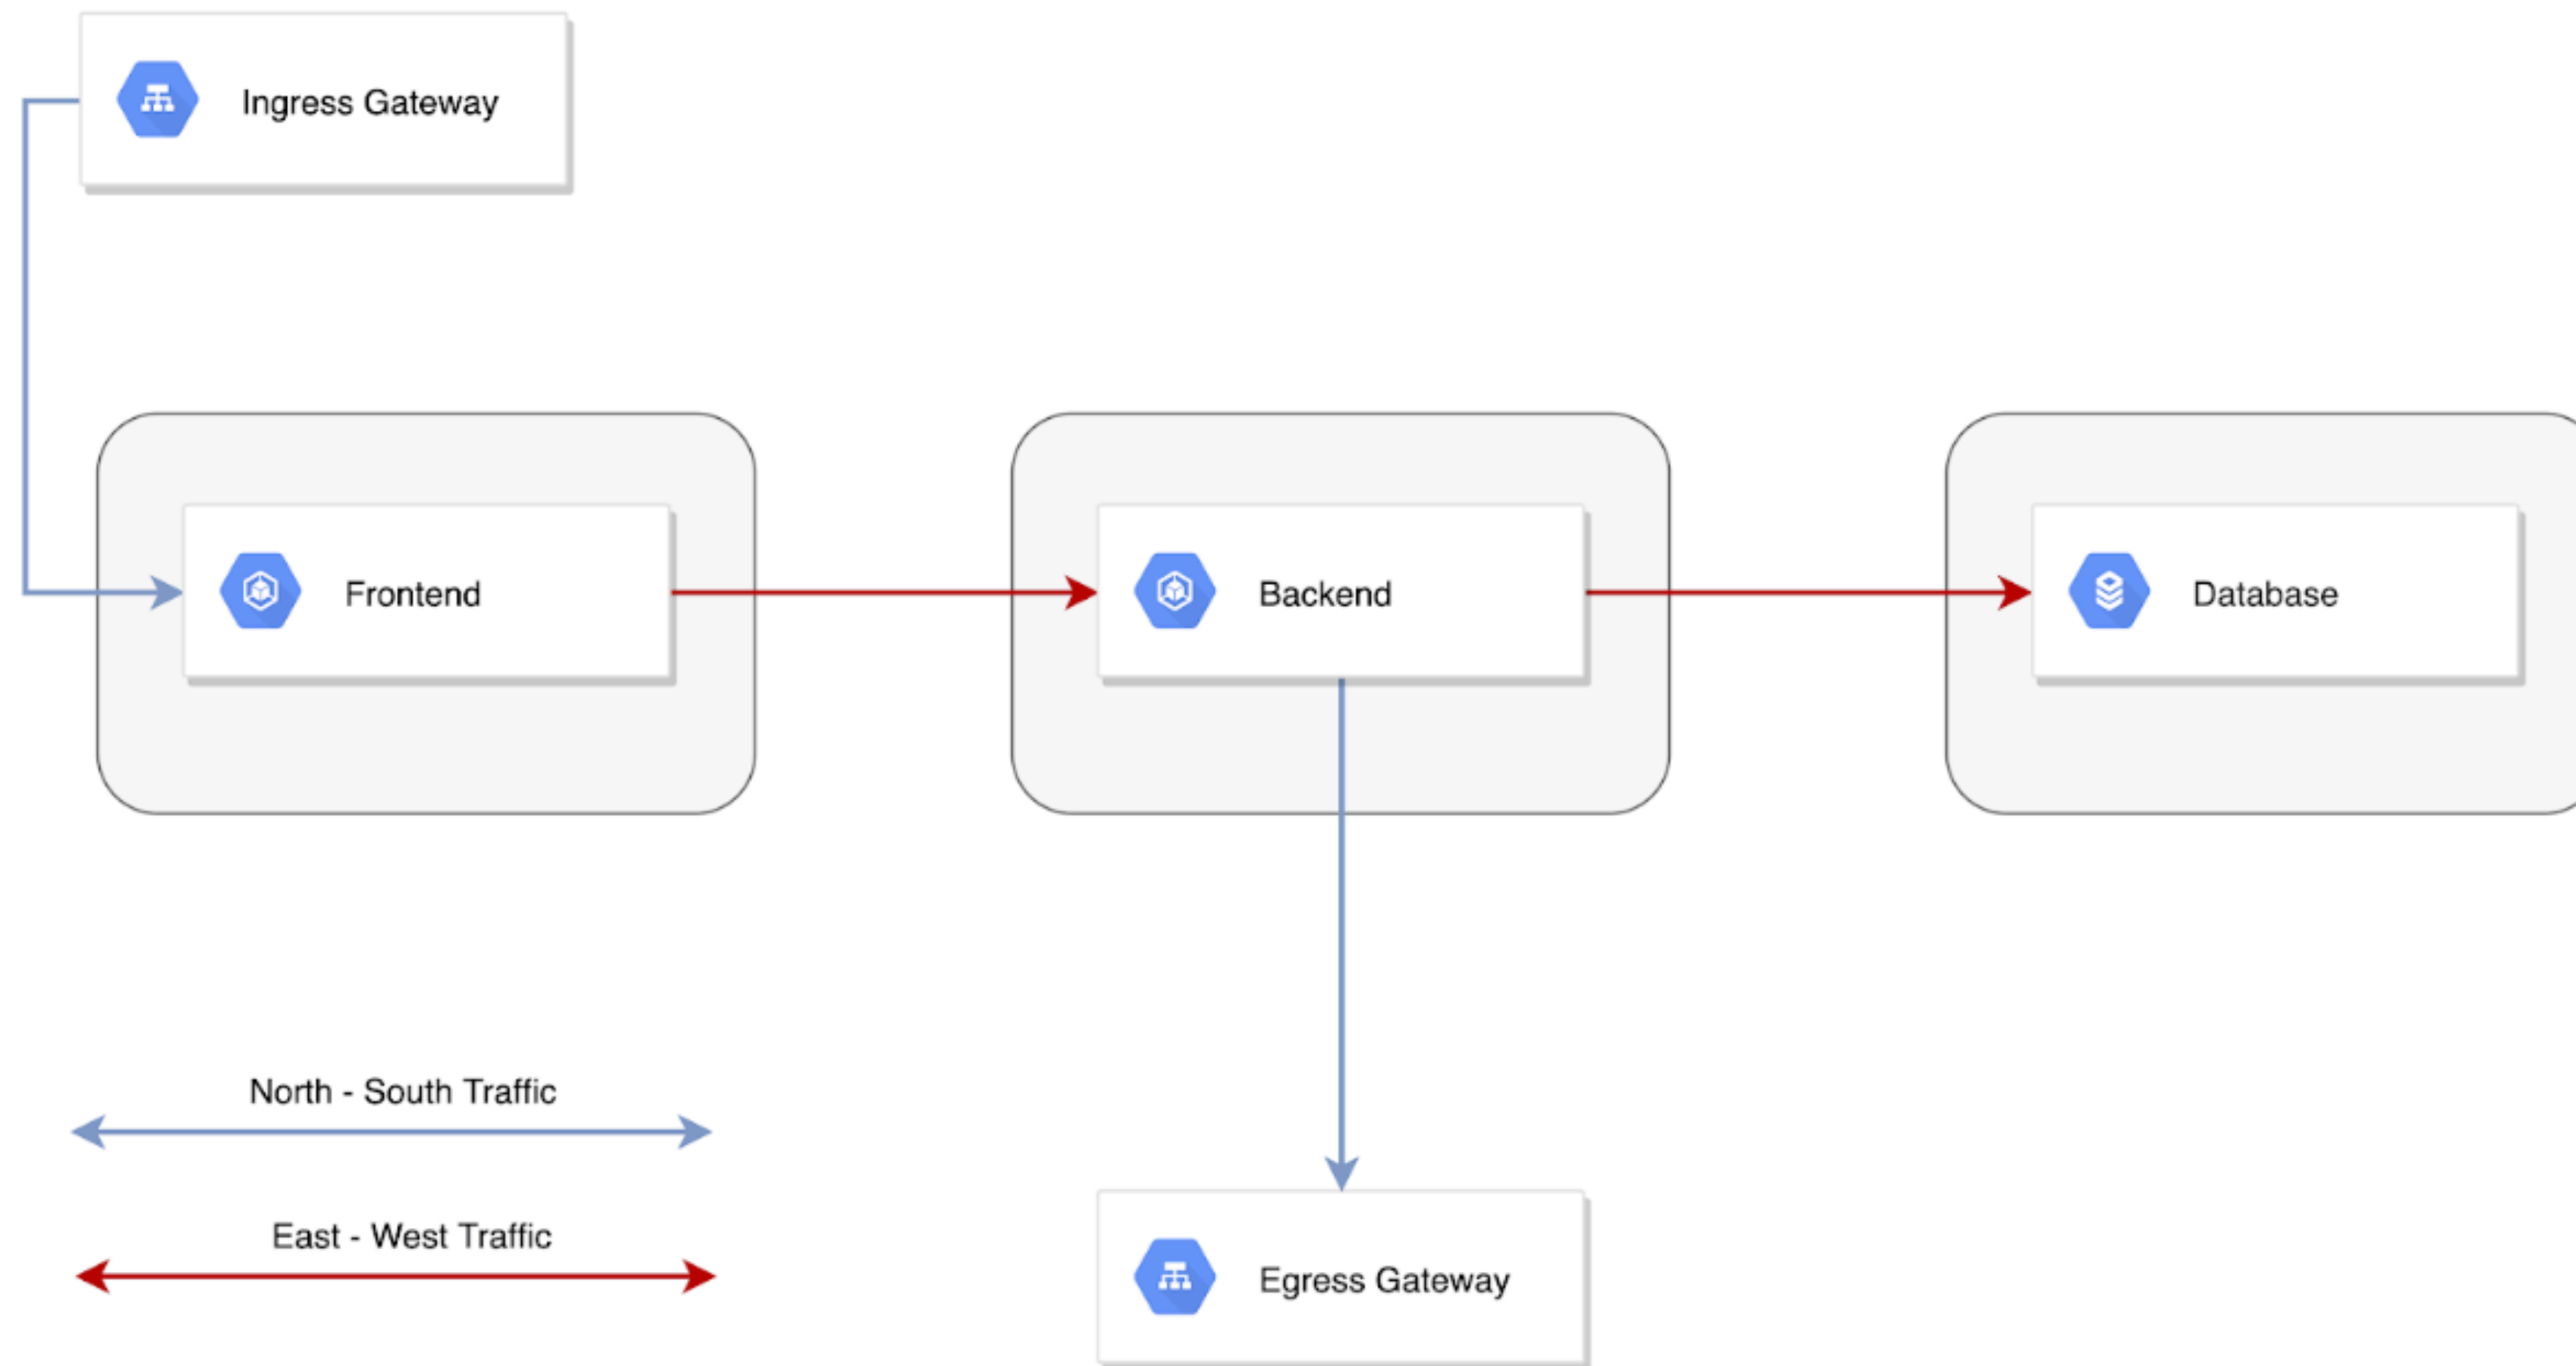 Ingress Gateway
Frontend
Backend
Database
North - South Traffic
East - West Traffic
Egress Gateway